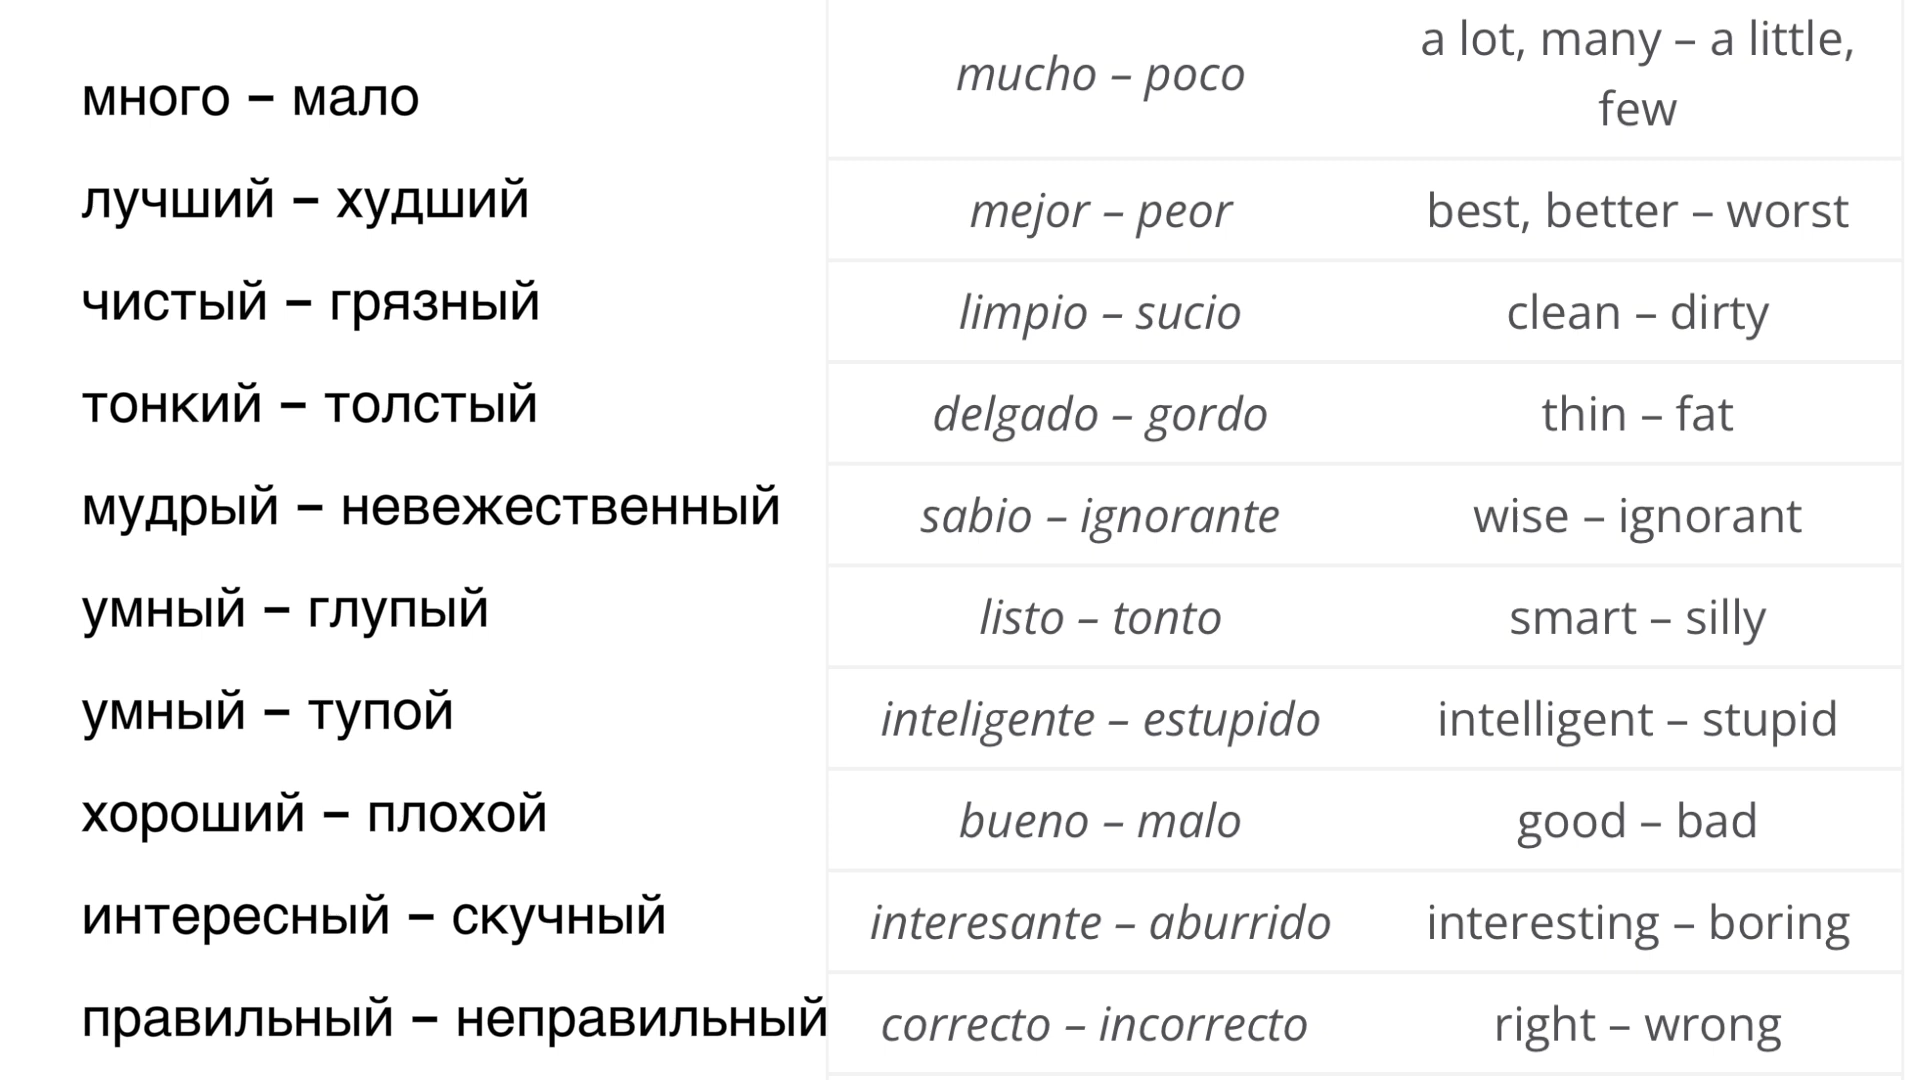 много – мало
mucho – poco
a lot, many – a little,
few
лучший – худший
mejor – peor
best, better – worst
чистый – грязный
limpio – sucio
clean – dirty
тонкий – толстый
delgado – gordo
thin – fat
мудрый – невежественный
sabio – ignorante
wise – ignorant
умный – глупый
listo – tonto
smart – silly
умный – тупой
inteligente – estupido
intelligent – stupid
хороший – плохой
bueno – malo
good – bad
интересный – скучный
interesante – aburrido
interesting – boring
правильный – неправильный
correcto – incorrecto
right – wrong